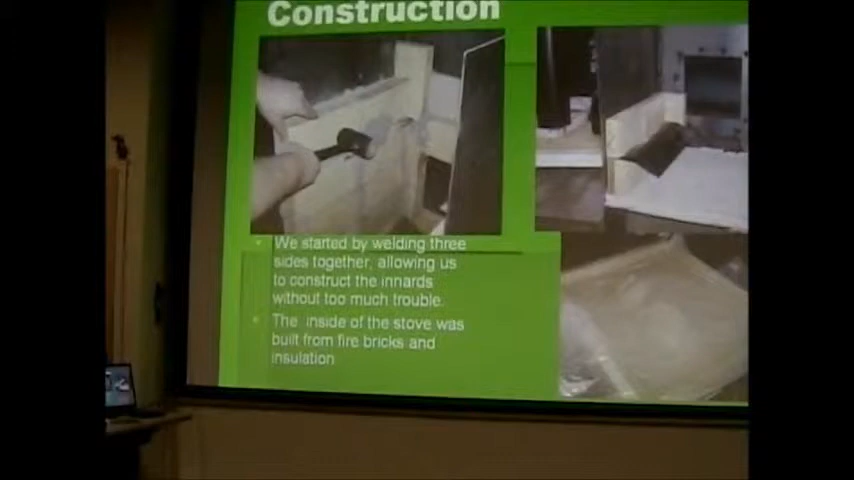 Construction
We started by welding three
sides together, allowing us
to construct the innards
without too much trouble.
The inside of the stove was
built from fire bricks and
insulation